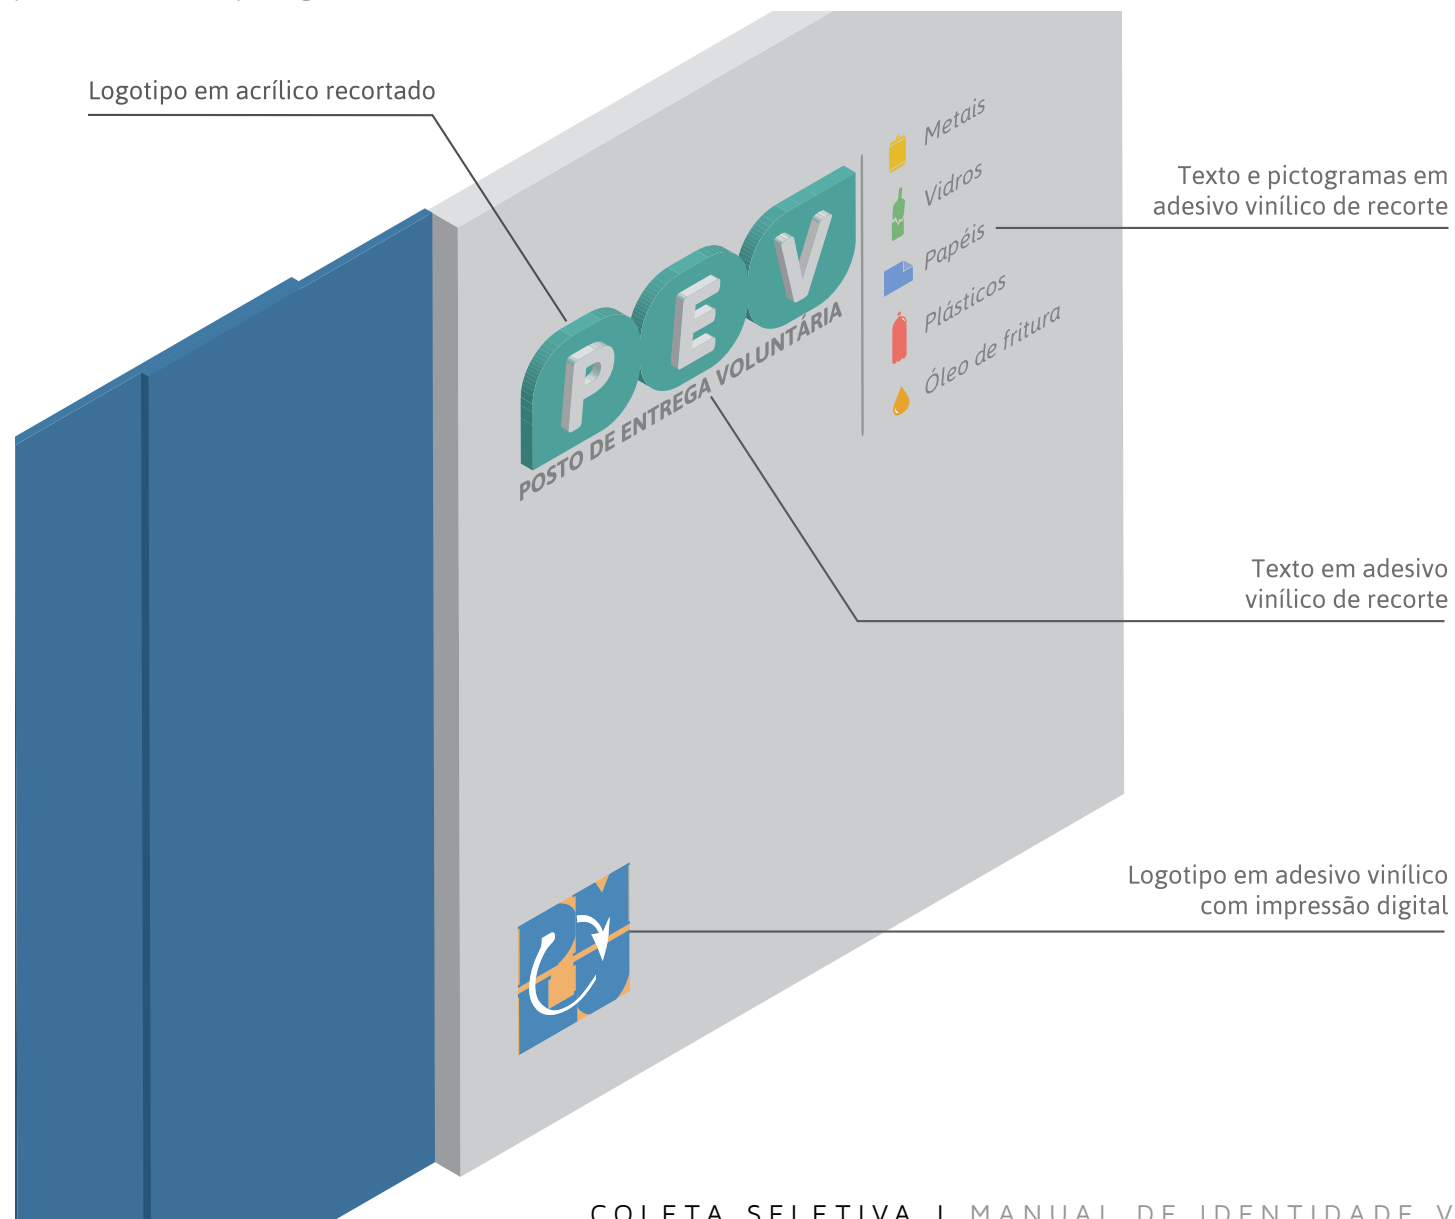 Logotipo em acrílico recortado
PEV
POSTO DE ENTREGA VOLUNTÁRIA
Metais
Vidros
Papéis
Plásticos
Óleo de fritura
Texto e pictogramas em
adesivo vinílico de recorte
Texto em adesivo
vinílico de recorte
Logotipo em adesivo vinílico
com impressão digital
COLETA SELETIVA | MANUAL DE IDENTIDADE V